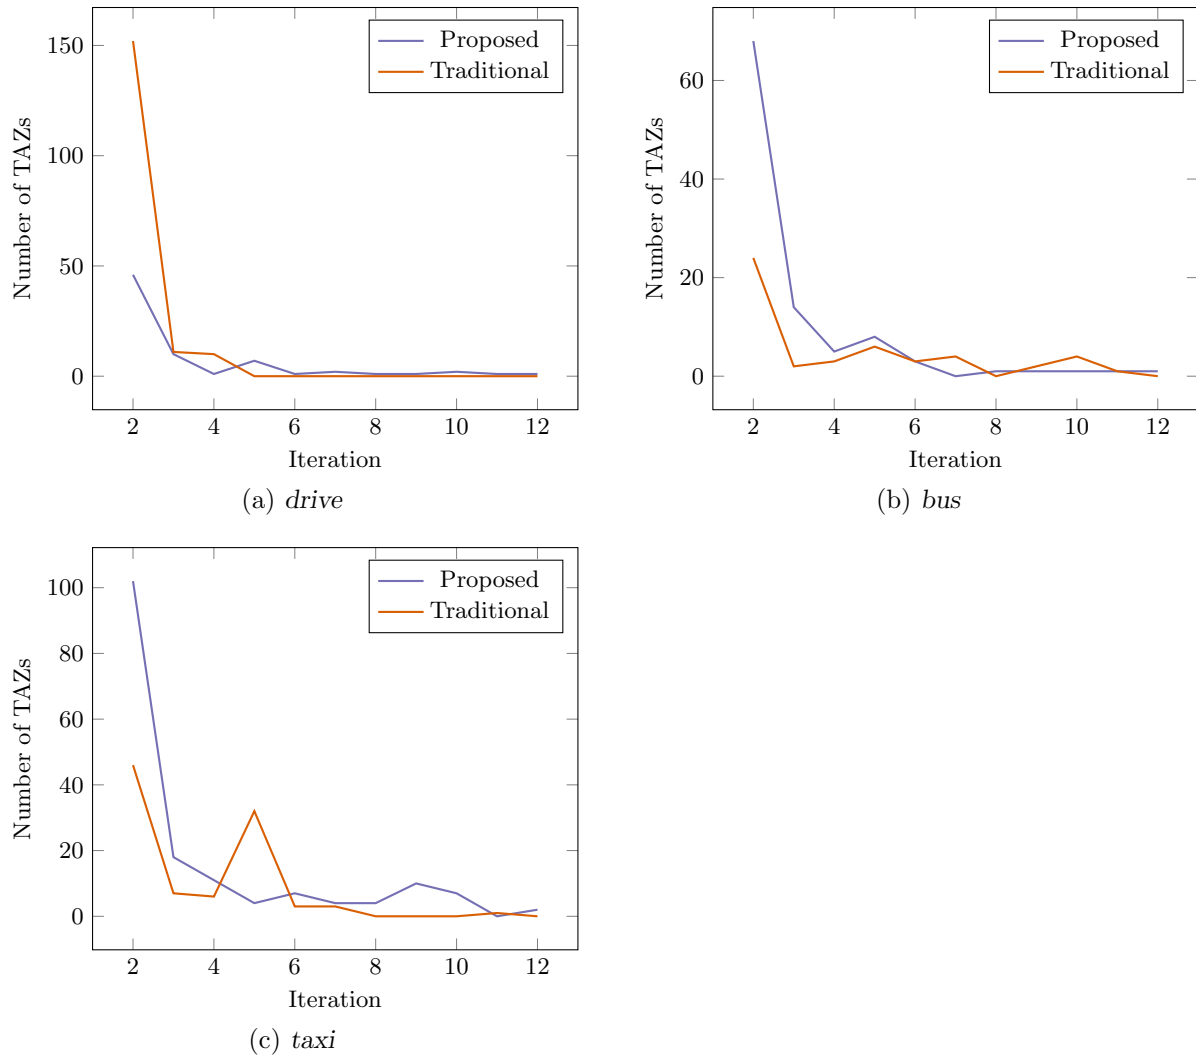 150
100
50
0
Number of TAZs
Proposed
Traditional
2 4 6 8 10 12
Iteration
(a) drive
60
40
20
0
Number of TAZs
Proposed
Traditional
2 4 6 8 10 12
Iteration
(b) bus
100
80
60
40
20
0
Number of TAZs
Proposed
Traditional
2 4 6 8 10 12
Iteration
(c) taxi